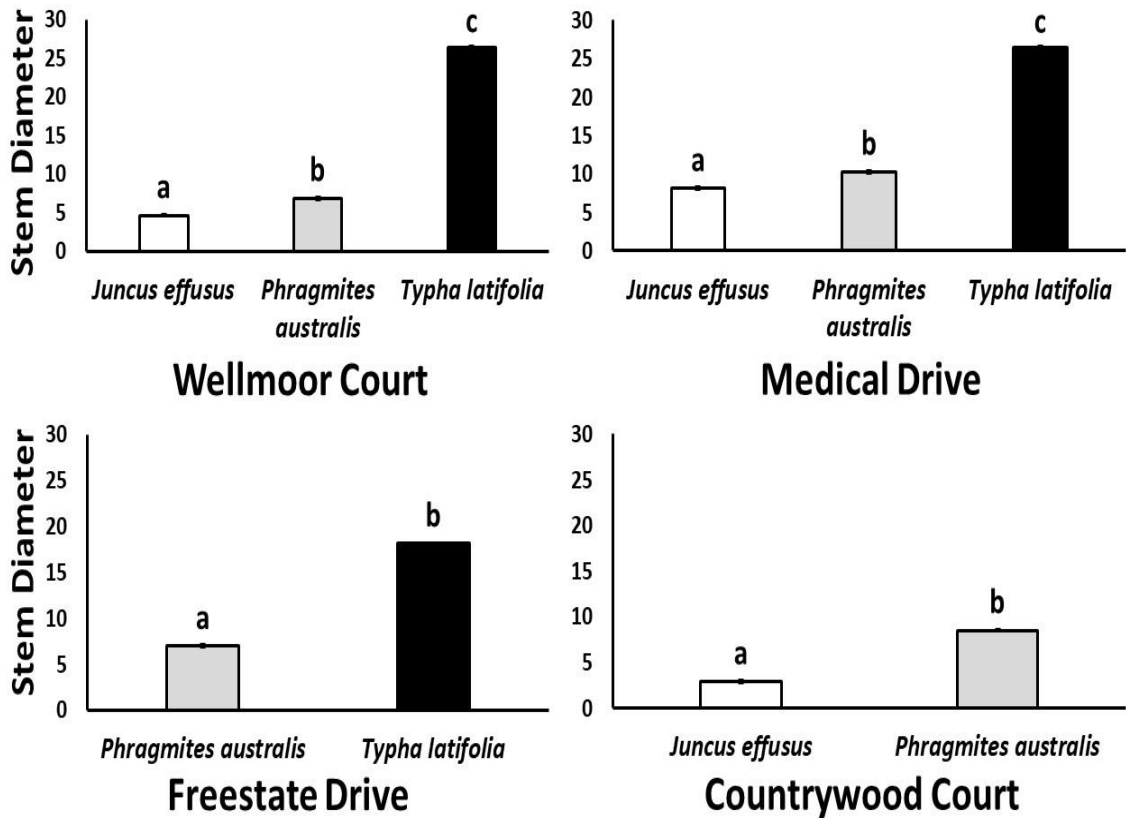 Stem Diameter
30
25
20
15
10
5
0
a
b
c
Juncus effusus
Phragmites
australis
Typha latifolia
Wellmoor Court
30
25
20
15
10
5
0
a
b
c
Juncus effusus
Phragmites
australis
Typha latifolia
Medical Drive
Stem Diameter
30
25
20
15
10
5
0
a
b
Phragmites australis
Typha latifolia
Freestate Drive
30
25
20
15
10
5
0
a
b
Juncus effusus
Phragmites australis
Countrywood Court